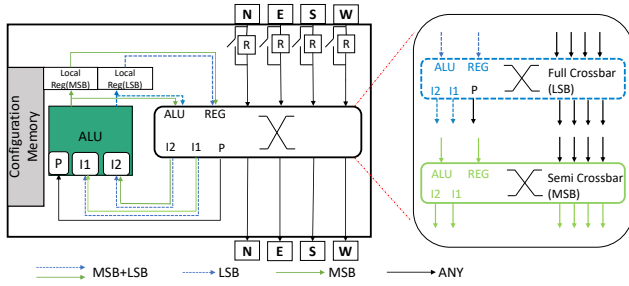 N E S W
R R R R
Local
Reg(MSB)
Local
Reg(LSB)
Configuration
Memory
ALU
P I1 I2
ALU REG
I2 I1 P
N E S W
ALU REG
I2 I1 P
Full Crossbar
(LSB)
ALU REG
I2 I1
Semi Crossbar
(MSB)
MSB+LSB LSB MSB ANY